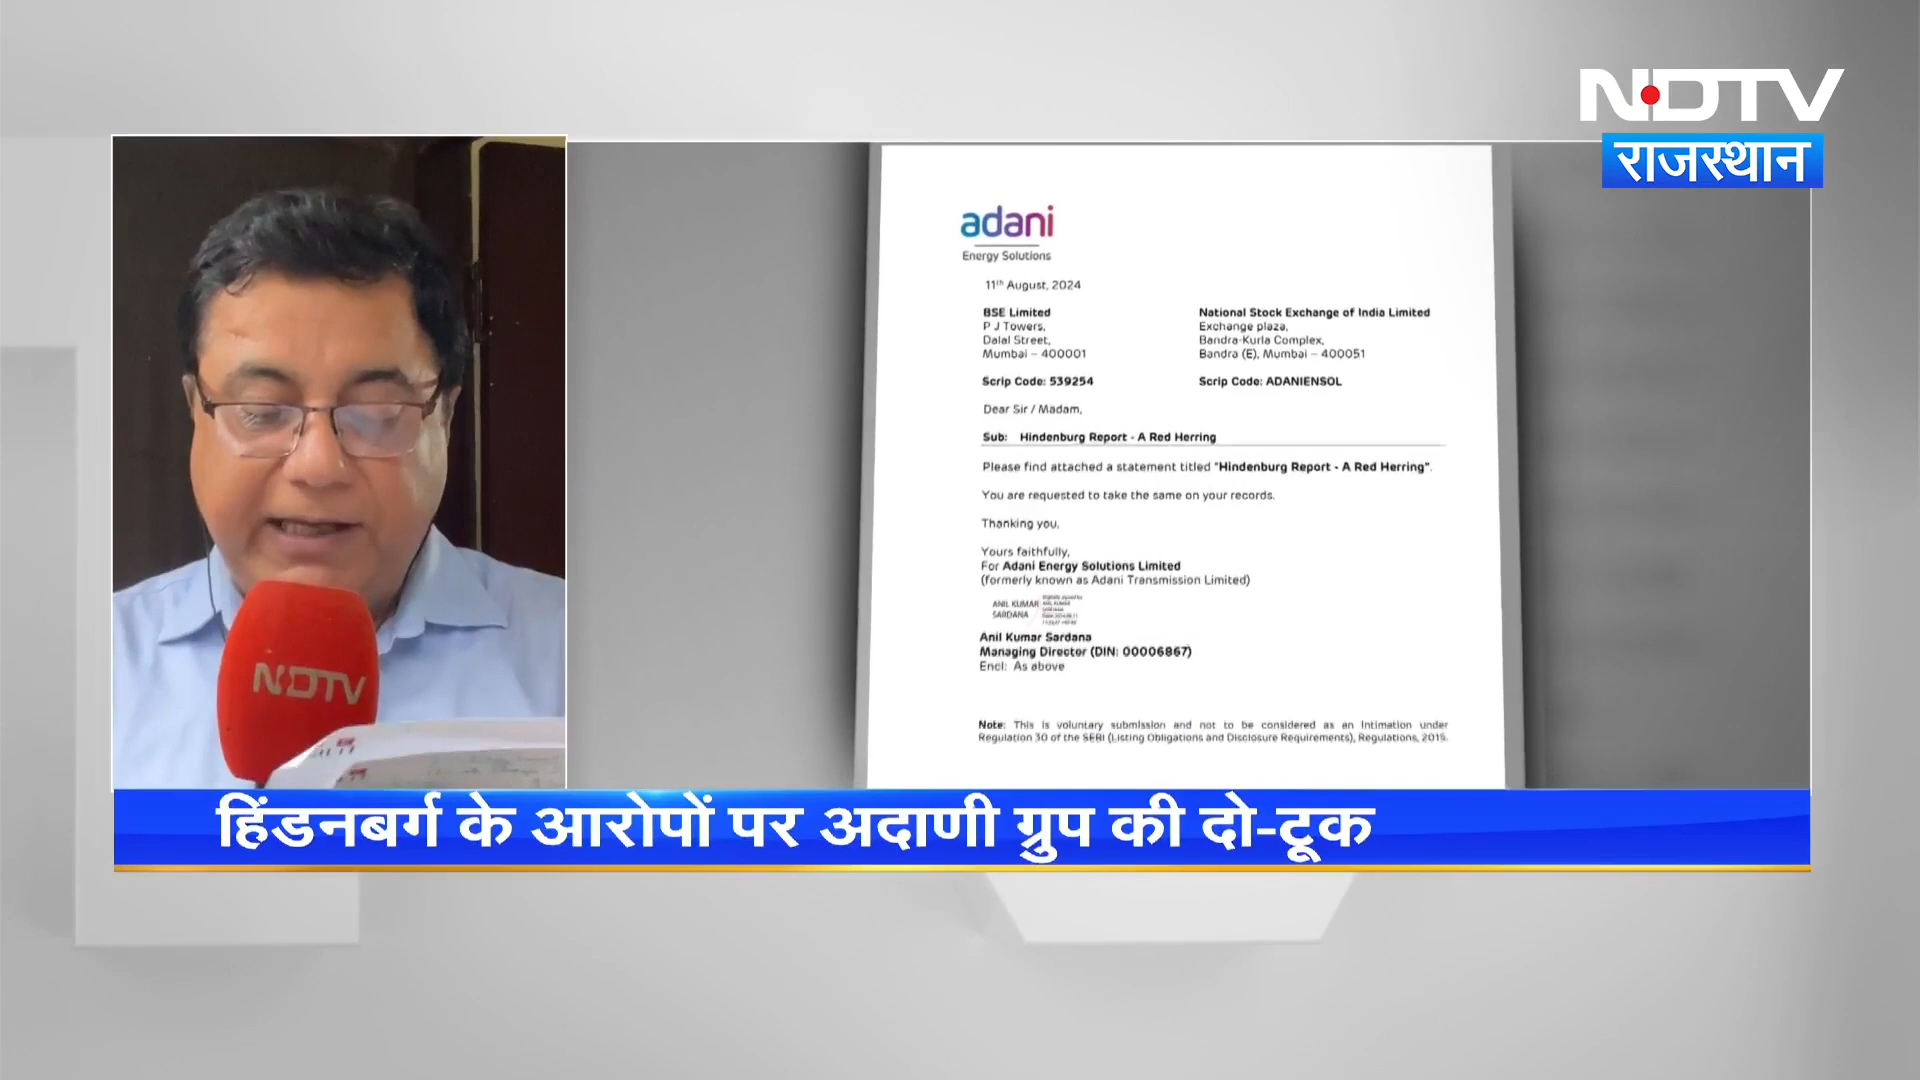 NDTV
राजस्थान
adani
Energy Solutions
11th August, 2024
BSE Limited
P J Towers,
Dalal Street,
Mumbai – 400001
National Stock Exchange of India Limited
Exchange plaza,
Bandra-Kurla Complex,
Bandra (E), Mumbai – 400051
Scrip Code: 539254
Scrip Code: ADANIENSOL
Dear Sir / Madam,
Sub: Hindenburg Report - A Red Herring
Please find attached a statement titled "Hindenburg Report - A Red Herring".
You are requested to take the same on your records.
Thanking you,
Yours faithfully,
For Adani Energy Solutions Limited
(formerly known as Adani Transmission Limited)
ANIL KUMAR
SARDANA
Anil Kumar Sardana
Managing Director (DIN: 00006867)
Encl: As above
Note: This is voluntary submission and not to be considered as an intimation under
Regulation 30 of the SEBI (Listing Obligations and Disclosure Requirements), Regulations, 2015.
NDTV
हिंडनबर्ग के आरोपों पर अदाणी ग्रुप की दो-टूक